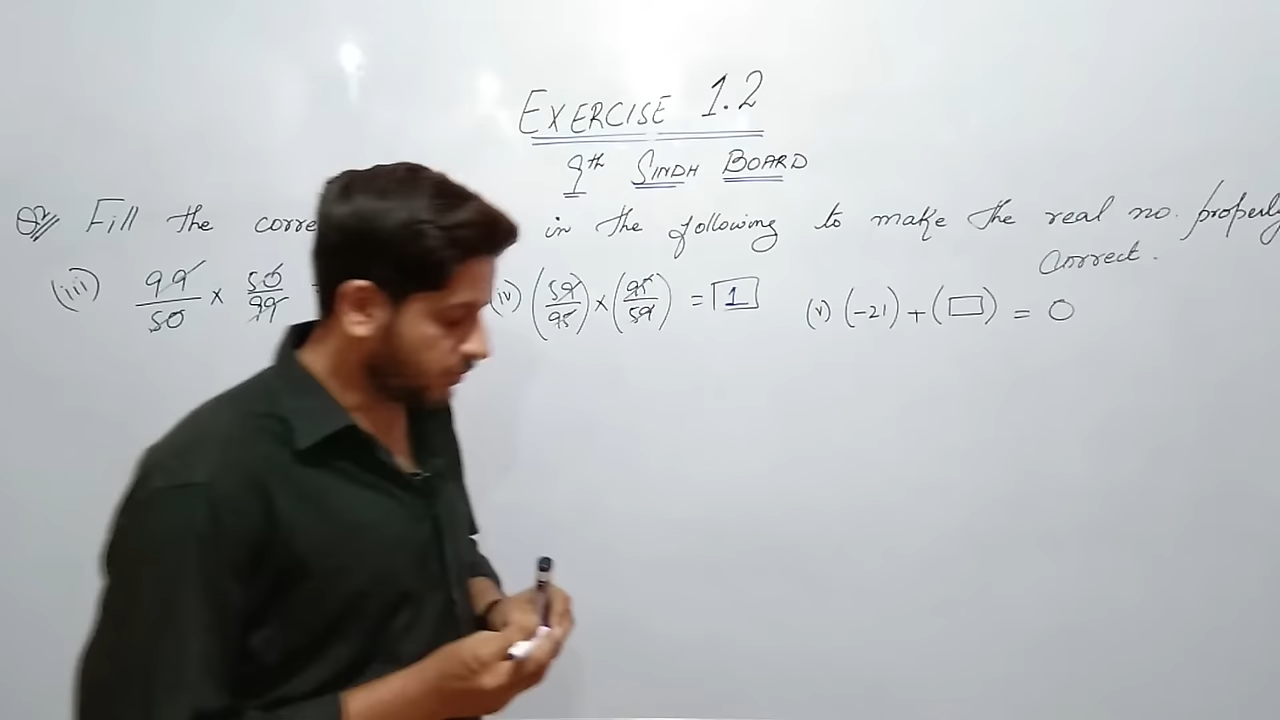 EXERCISE 1.2
9th SINDH BOARD
Q2 Fill the in the following to make the real no. properly
correct.
(iii) 99/50 × 50/99 (iv) (59/95) × (95/59) = 1 (v) (-21) + (□) = 0